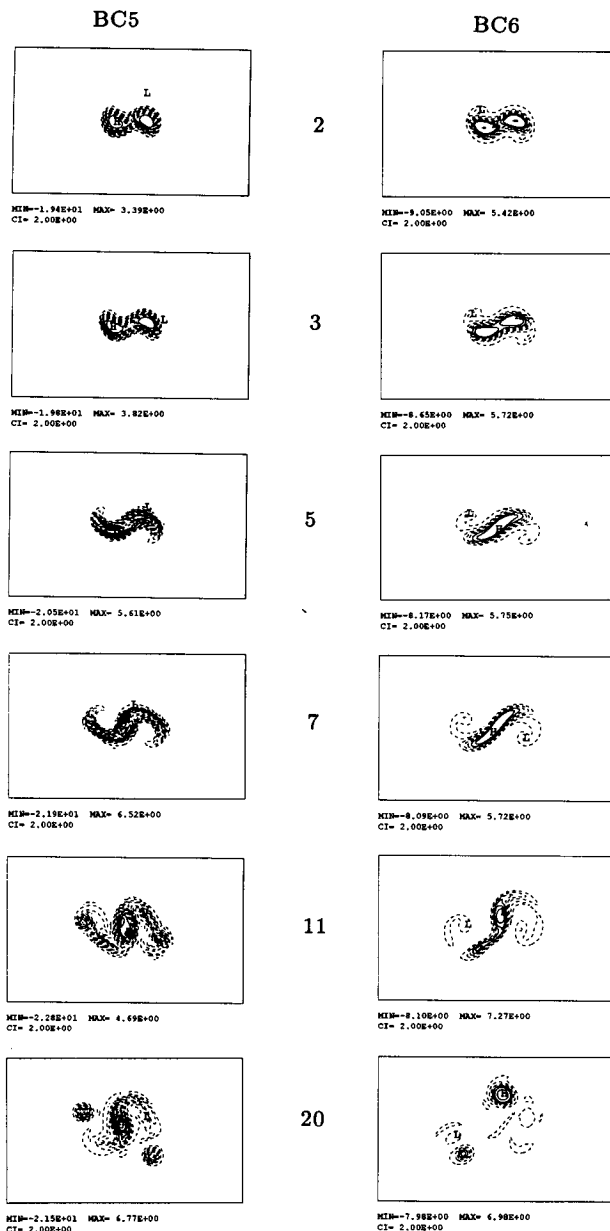 BC5 BC6
L L
H
2
MIN=-1.94E+01 MAX= 3.39E+00 MIN=-9.05E+00 MAX= 5.42E+00
CI= 2.00E+00 CI= 2.00E+00
L L
3
MIN=-1.98E+01 MAX= 3.82E+00 MIN=-8.65E+00 MAX= 5.72E+00
CI= 2.00E+00 CI= 2.00E+00
L L
H
5
MIN=-2.05E+01 MAX= 5.61E+00 MIN=-8.17E+00 MAX= 5.75E+00
CI= 2.00E+00 CI= 2.00E+00
L
H L
7
MIN=-2.19E+01 MAX= 6.52E+00 MIN=-8.09E+00 MAX= 5.72E+00
CI= 2.00E+00 CI= 2.00E+00
L
11
MIN=-2.28E+01 MAX= 4.69E+00 MIN=-8.10E+00 MAX= 7.27E+00
CI= 2.00E+00 CI= 2.00E+00
L
20
MIN=-2.15E+01 MAX= 6.77E+00 MIN=-7.98E+00 MAX= 6.98E+00
CI= 2.00E+00 CI= 2.00E+00